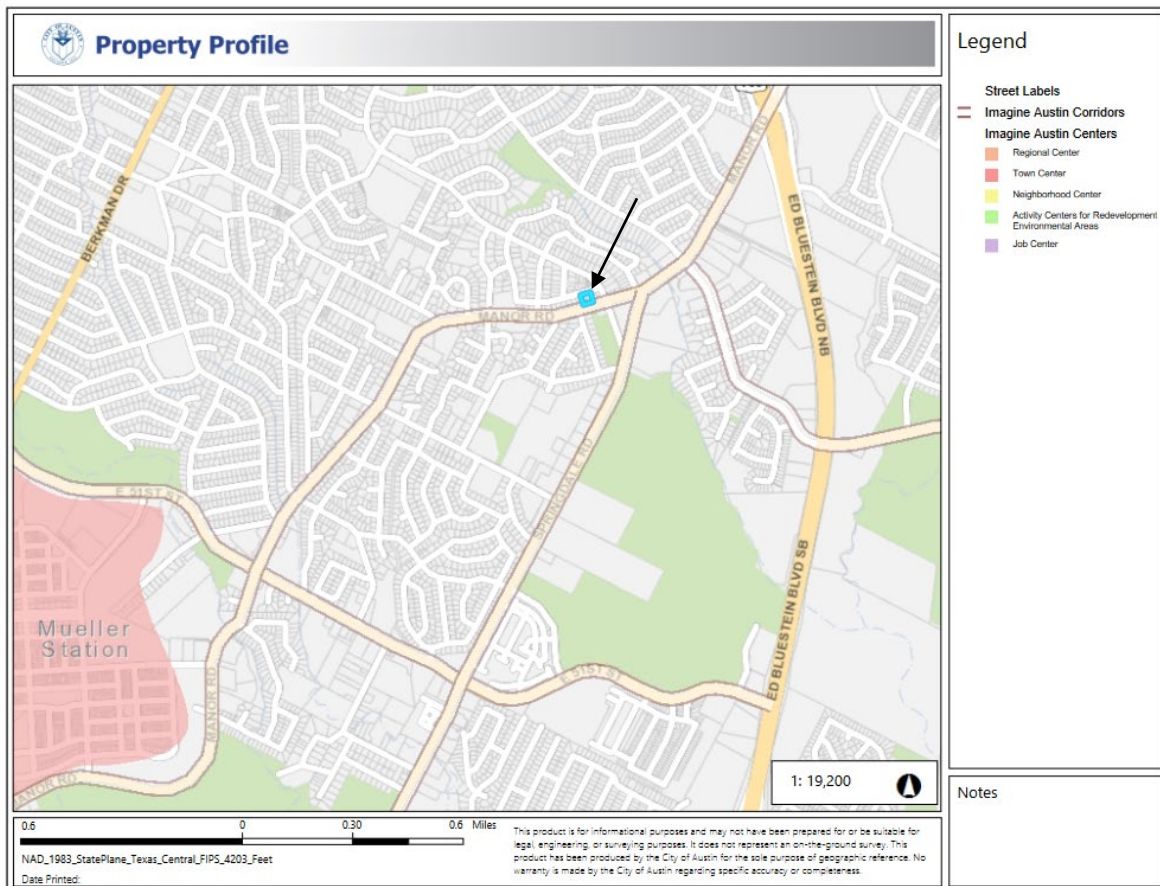 CITY OF AUSTIN
Property Profile
BERKMAN DR
MANOR RD
ED BLUESTEIN BLVD NB
MANOR RD
SPRINGDALE RD
E 51ST ST
Mueller
Station
MANOR RD
E 51ST ST
ED BLUESTEIN BLVD SB
MANOR RD
1: 19,200
Legend
Street Labels
Imagine Austin Corridors
Imagine Austin Centers
Regional Center
Town Center
Neighborhood Center
Activity Centers for Redevelopment
Environmental Areas
Job Center
Notes
0.6 0 0.30 0.6 Miles
NAD_1983_StatePlane_Texas_Central_FIPS_4203_Feet
Date Printed:
This product is for informational purposes and may not have been prepared for or be suitable for
legal, engineering, or surveying purposes. It does not represent an on-the-ground survey. This
product has been produced by the City of Austin for the sole purpose of geographic reference. No
warranty is made by the City of Austin regarding specific accuracy or completeness.